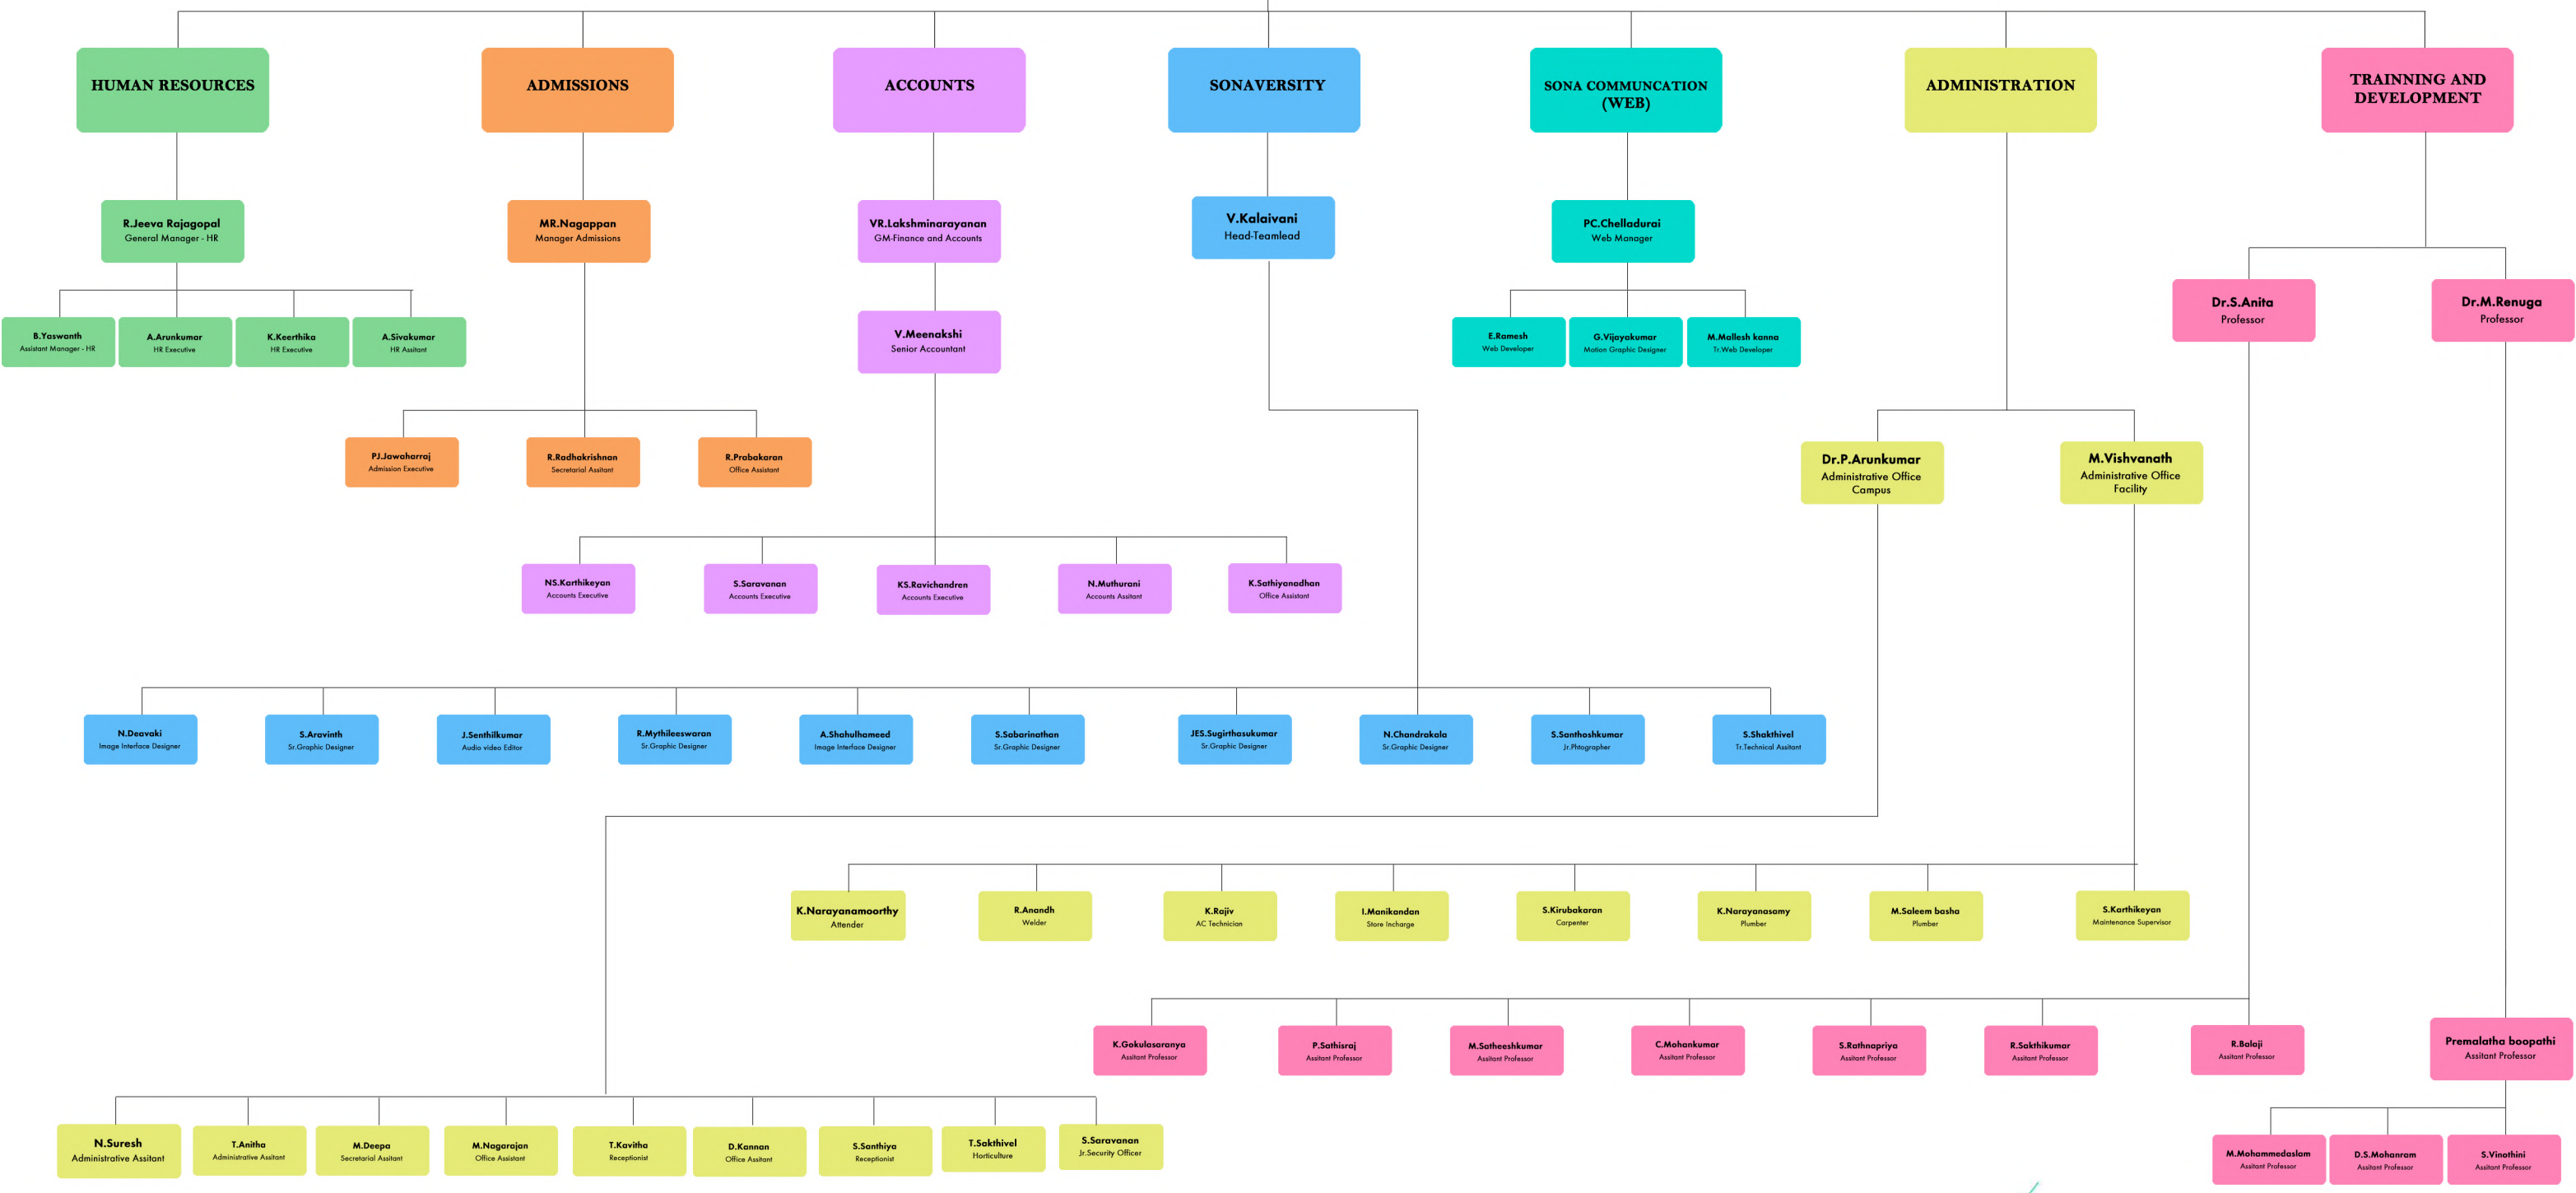 HUMAN RESOURCES
ADMISSIONS
ACCOUNTS
SONAVERSITY
SONA COMMUNCATION
(WEB)
ADMINISTRATION
TRAINNING AND
DEVELOPMENT
R.Jeeva Rajagopal
General Manager - HR
MR.Nagappan
Manager Admissions
VR.Lakshminarayanan
GM-Finance and Accounts
V.Kalaivani
Head-Teamlead
PC.Chelladurai
Web Manager
Dr.S.Anita
Professor
Dr.M.Renuga
Professor
B.Yaswanth
Assistant Manager - HR
A.Arunkumar
HR Executive
K.Keerthika
HR Executive
A.Sivakumar
HR Assitant
V.Meenakshi
Senior Accountant
E.Ramesh
Web Developer
G.Vijayakumar
Motion Graphic Designer
M.Mallesh kanna
Tr.Web Developer
PJ.Jawaharraj
Admission Executive
R.Radhakrishnan
Secretarial Assitant
R.Prabakaran
Office Assistant
Dr.P.Arunkumar
Administrative Office
Campus
M.Vishvanath
Administrative Office
Facility
NS.Karthikeyan
Accounts Executive
S.Saravanan
Accounts Executive
KS.Ravichandren
Accounts Executive
N.Muthurani
Accounts Assitant
K.Sathiyanadhan
Office Assistant
N.Deavaki
Image Interface Designer
S.Aravinth
Sr.Graphic Designer
J.Senthilkumar
Audio video Editor
R.Mythileeswaran
Sr.Graphic Designer
A.Shahulhameed
Image Interface Designer
S.Sabarinathan
Sr.Graphic Designer
JES.Sugirthasukumar
Sr.Graphic Designer
N.Chandrakala
Sr.Graphic Designer
S.Santhoshkumar
Jr.Phtographer
S.Shakthivel
Tr.Technical Assitant
K.Narayanamoorthy
Attender
R.Anandh
Welder
K.Rajiv
AC Technician
I.Manikandan
Store Incharge
S.Kirubakaran
Carpenter
K.Narayanasamy
Plumber
M.Saleem basha
Plumber
S.Karthikeyan
Maintenance Supervisor
K.Gokulasaranya
Assitant Professor
P.Sathisraj
Assitant Professor
M.Satheeshkumar
Assitant Professor
C.Mohankumar
Assitant Professor
S.Rathnapriya
Assitant Professor
R.Sakthikumar
Assitant Professor
R.Balaji
Assitant Professor
Premalatha boopathi
Assitant Professor
N.Suresh
Administrative Assitant
T.Anitha
Administrative Assitant
M.Deepa
Secretarial Assitant
M.Nagarajan
Office Assistant
T.Kavitha
Receptionist
D.Kannan
Office Assitant
S.Santhiya
Receptionist
T.Sakthivel
Horticulture
S.Saravanan
Jr.Security Officer
M.Mohammedaslam
Assitant Professor
D.S.Mohanram
Assitant Professor
S.Vinothini
Assitant Professor